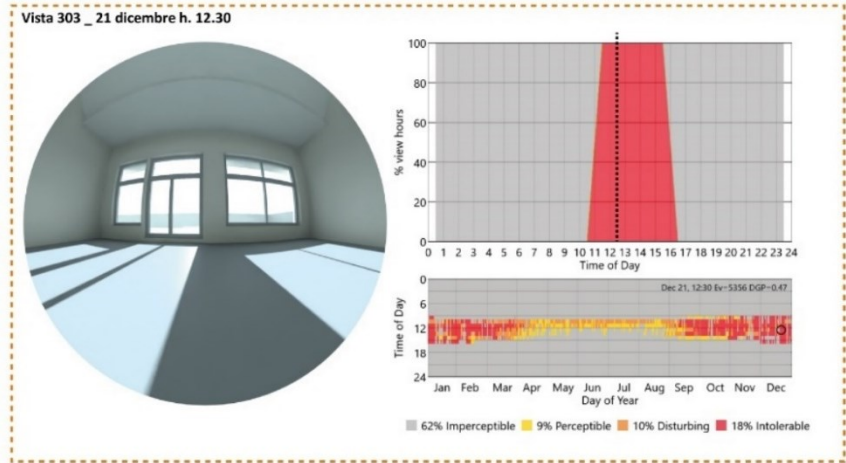 Vista 303 _ 21 dicembre h. 12.30
100
80
60
40
20
0
% view hours
0 1 2 3 4 5 6 7 8 9 10 11 12 13 14 15 16 17 18 19 20 21 22 23 24
Time of Day
Dec 21, 12:30 Ev~5356 DGP~0.47
0
6
12
18
24
Time of Day
Jan Feb Mar Apr May Jun Jul Aug Sep Oct Nov Dec
Day of Year
62% Imperceptible 9% Perceptible 10% Disturbing 18% Intolerable